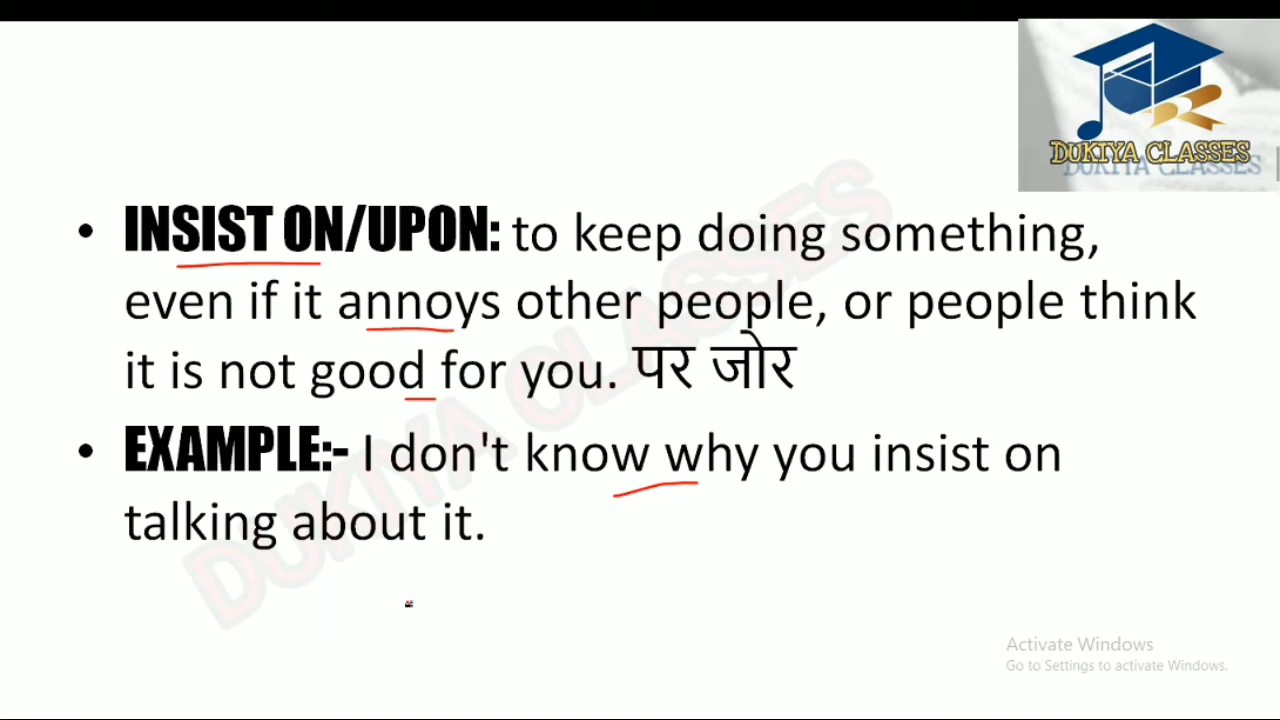 DUKIYA CLASSES
• INSIST ON/UPON: to keep doing something,
even if it annoys other people, or people think
it is not good for you. पर जोर
• EXAMPLE:- I don't know why you insist on
talking about it.
DUKIYA CLASSES
Activate Windows
Go to Settings to activate Windows.